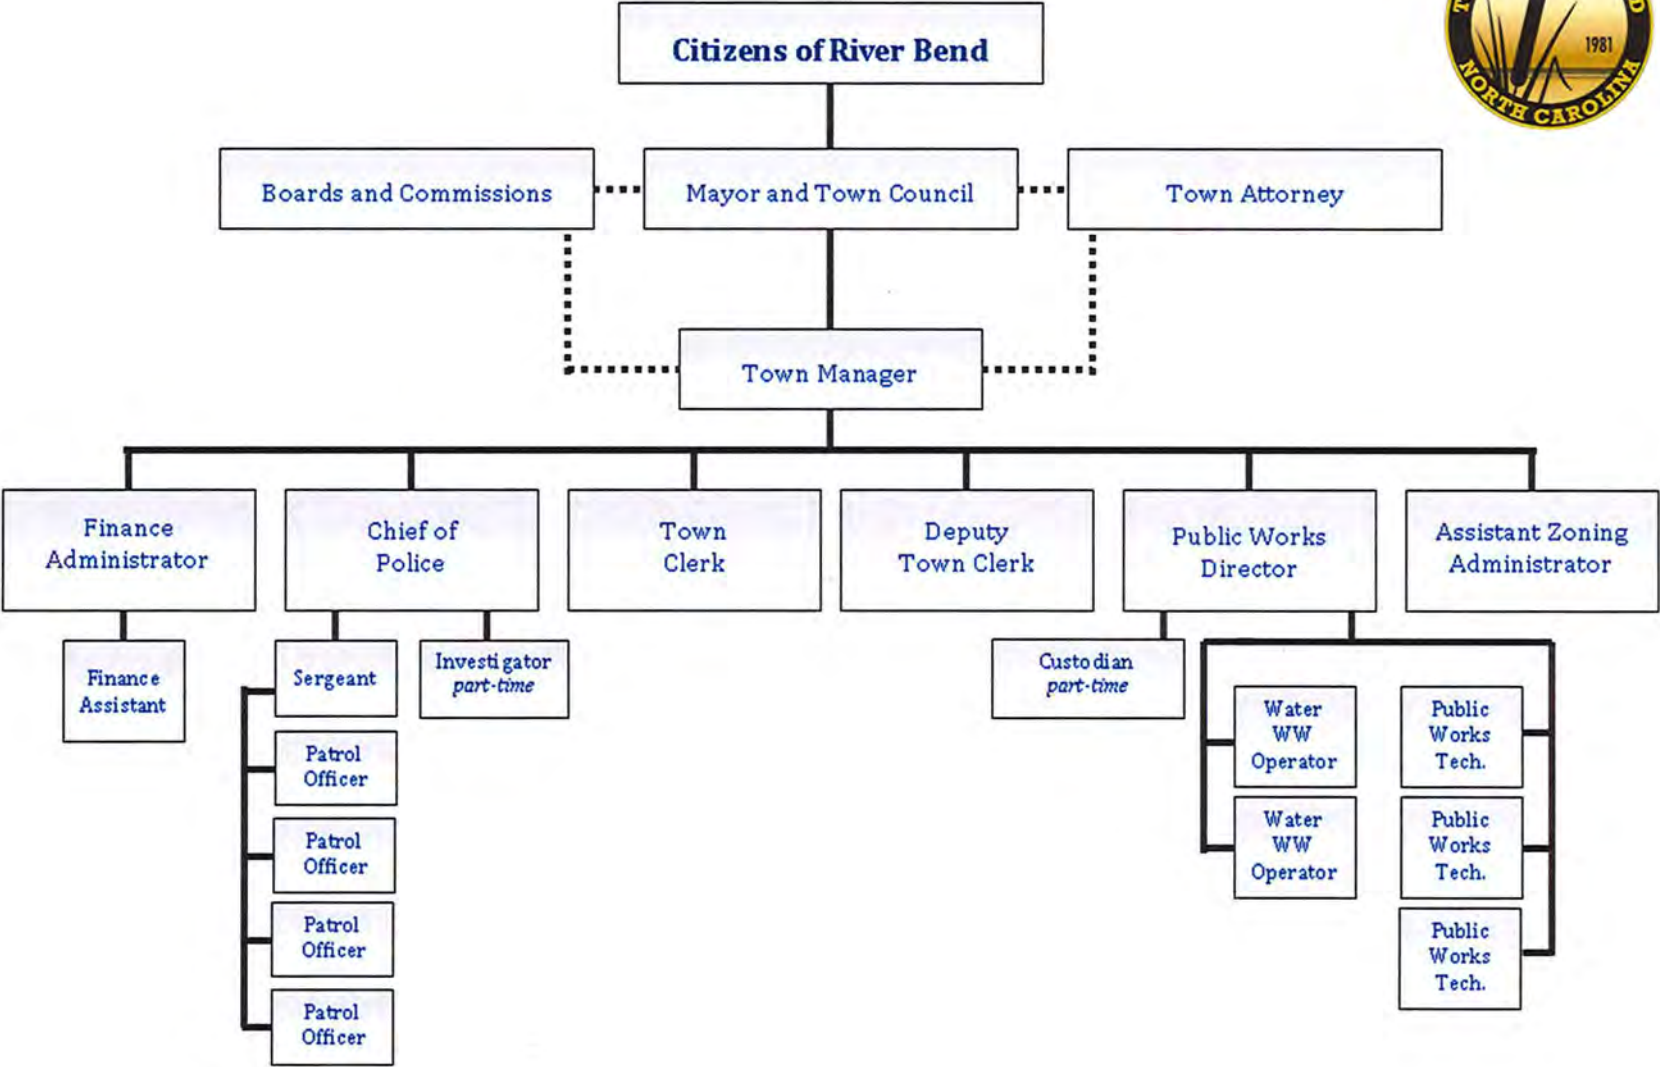 Citizens of River Bend
1981
NORTH CAROLINA
Boards and Commissions
Mayor and Town Council
Town Attorney
Town Manager
Finance
Administrator
Chief of
Police
Town
Clerk
Deputy
Town Clerk
Public Works
Director
Assistant Zoning
Administrator
Finance
Assistant
Sergeant
Investigator
part-time
Custodian
part-time
Patrol
Officer
Patrol
Officer
Patrol
Officer
Patrol
Officer
Water
WW
Operator
Water
WW
Operator
Public
Works
Tech.
Public
Works
Tech.
Public
Works
Tech.